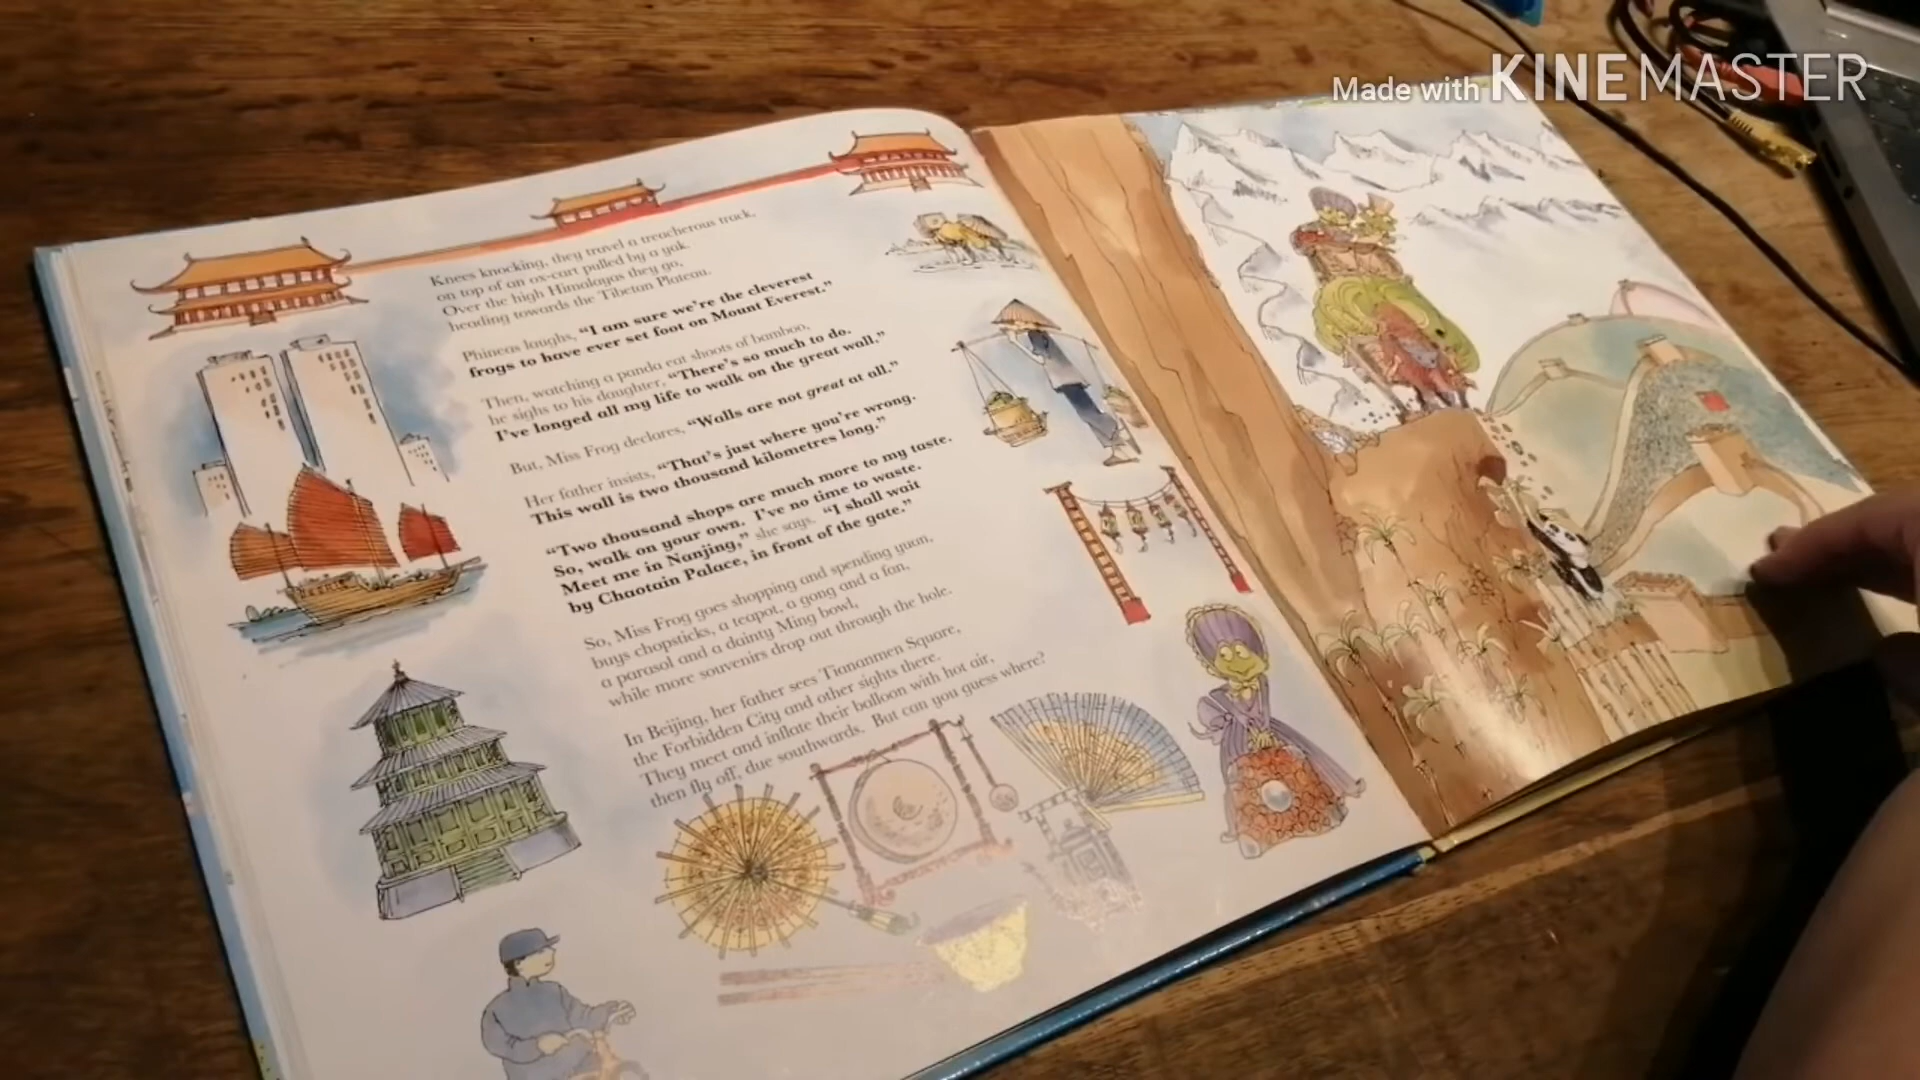 Made with KINEMASTER
Knees knocking, they travel a treacherous track,
on top of an ox-cart pulled by a yak.
Over the high Himalayas they go,
heading towards the Tibetan Plateau.
Phineas laughs, “I am sure we’re the cleverest
frogs to have ever set foot on Mount Everest.”
Then, watching a panda eat shoots of bamboo,
he sighs to his daughter, “There’s so much to do.
I’ve longed all my life to walk on the great wall.”
But, Miss Frog declares, “Walls are not great at all.”
Her father insists, “That’s just where you’re wrong.
This wall is two thousand kilometres long.”
“Two thousand shops are much more to my taste.
So, walk on your own. I’ve no time to waste.
Meet me in Nanjing,” she says. “I shall wait
by Chaotain Palace, in front of the gate.”
So, Miss Frog goes shopping and spending yuan,
buys chopsticks, a teapot, a gong and a fan,
a parasol and a dainty Ming bowl,
while more souvenirs drop out through the hole.
In Beijing, her father sees Tiananmen Square,
the Forbidden City and other sights there.
They meet and inflate their balloon with hot air,
then fly off, due southwards. But can you guess where?